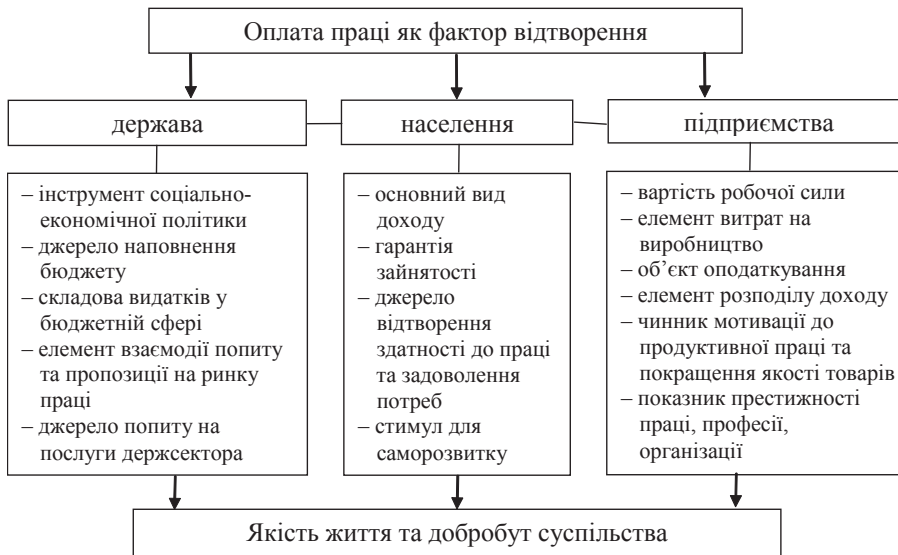 Оплата праці як фактор відтворення
держава
населення
підприємства
– інструмент соціально-
економічної політики
– джерело наповнення
бюджету
– складова видатків у
бюджетній сфері
– елемент взаємодії попиту
та пропозиції на ринку
праці
– джерело попиту на
послуги держсектора
– основний вид
доходу
– гарантія
зайнятості
– джерело
відтворення
здатності до праці
та задоволення
потреб
– стимул для
саморозвитку
– вартість робочої сили
– елемент витрат на
виробництво
– об’єкт оподаткування
– елемент розподілу доходу
– чинник мотивації до
продуктивної праці та
покращення якості товарів
– показник престижності
праці, професії,
організації
Якість життя та добробут суспільства